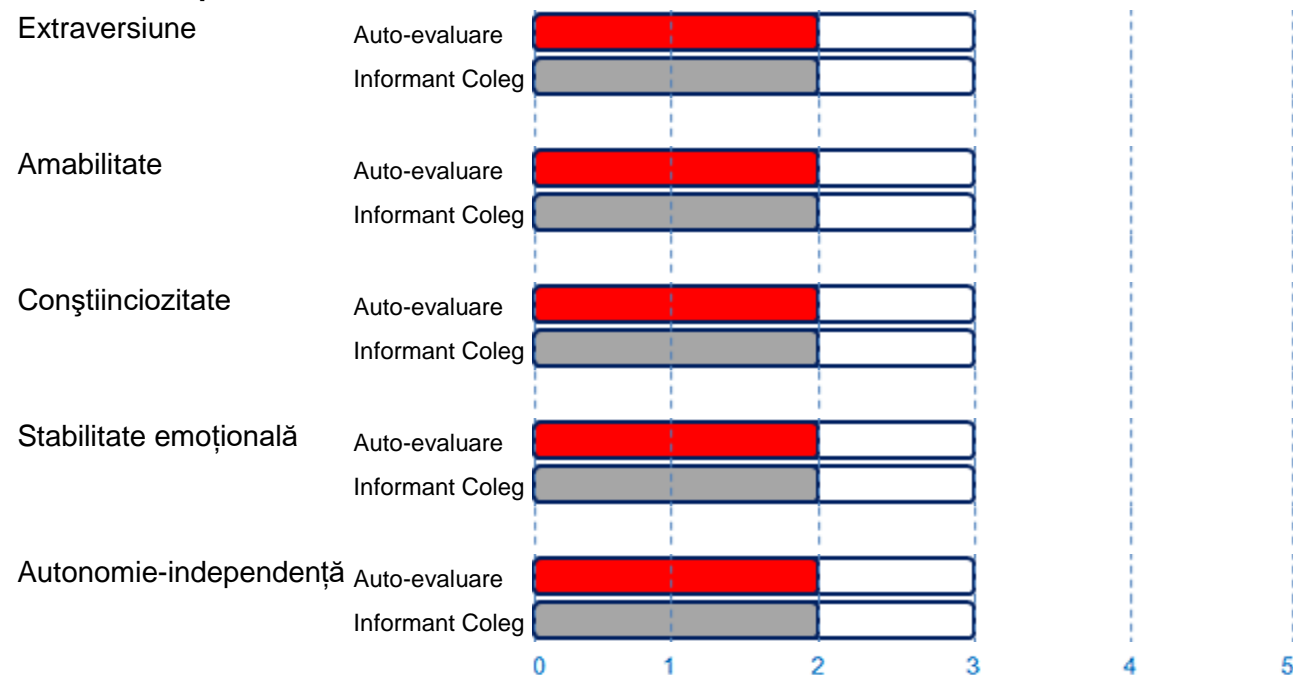 Extraversiune
Auto-evaluare
Informant Coleg
Amabilitate
Auto-evaluare
Informant Coleg
Conştiinciozitate
Auto-evaluare
Informant Coleg
Stabilitate emoțională
Auto-evaluare
Informant Coleg
Autonomie-independență
Auto-evaluare
Informant Coleg
0 1 2 3 4 5